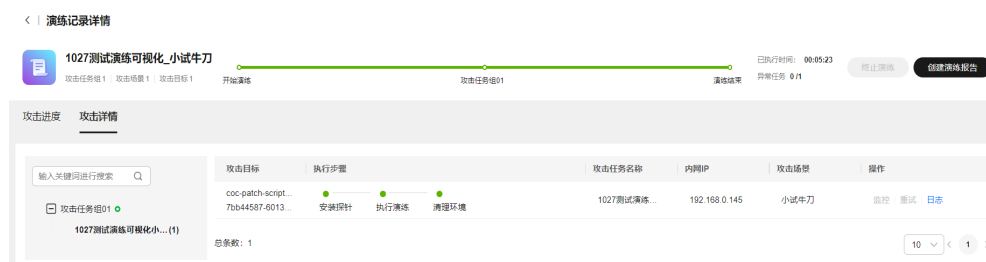 演练记录详情
1027测试演练可视化_小试牛刀
攻击任务组 1 攻击场景 1 攻击目标 1
开始演练 攻击任务组01 演练结束
已执行时间: 00:05:23
异常任务 0 /1
终止演练 创建演练报告
攻击进度 攻击详情
输入关键词进行搜索
攻击任务组01
1027测试演练可视化小... (1)
攻击目标 执行步骤 攻击任务名称 内网IP 攻击场景 操作
coc-patch-script...
7bb44587-6013...
安装探针 执行演练 清理环境
1027测试演练... 192.168.0.145 小试牛刀 监控 重试 日志
总条数: 1
10 1